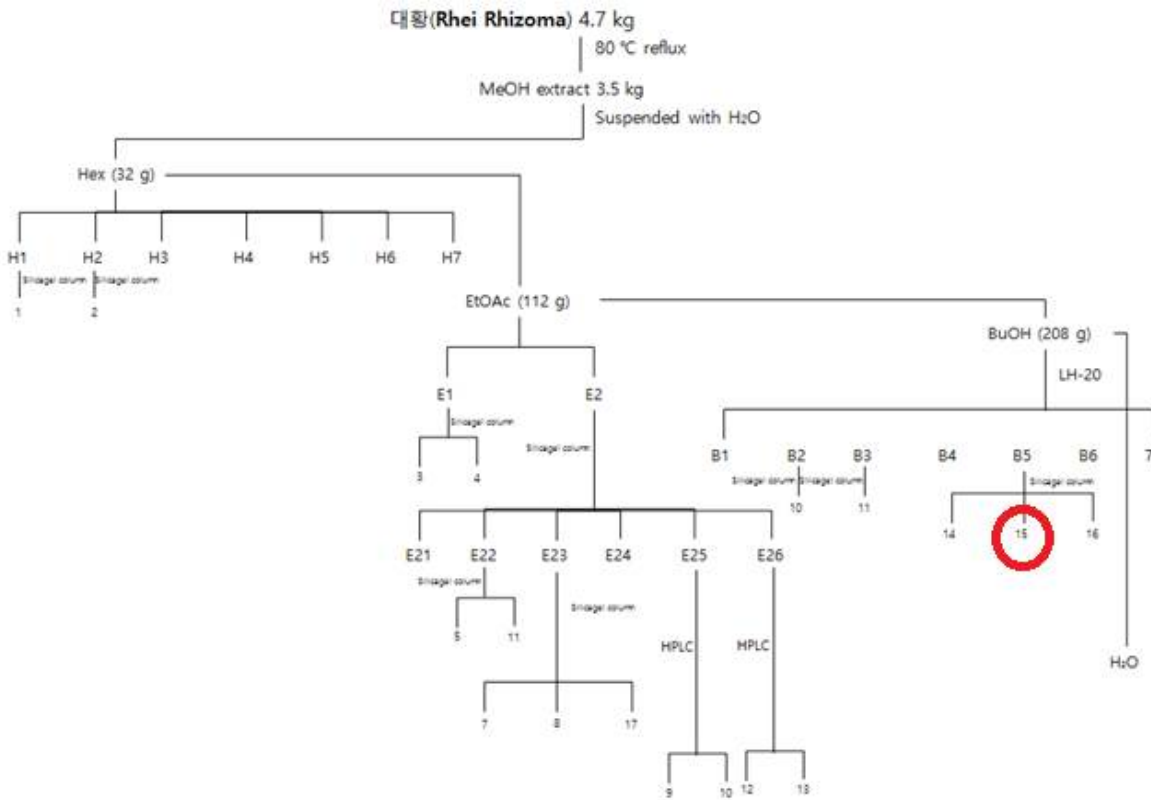 대황(Rhei Rhizoma) 4.7 kg
80 ℃ reflux
MeOH extract 3.5 kg
Suspended with H₂O
Hex (32 g)
H1 H2 H3 H4 H5 H6 H7
Silicagel column Silicagel column
1 2
EtOAc (112 g)
BuOH (208 g)
LH-20
E1 E2
Silicagel column
Silicagel column
3 4
B1 B2 B3 B4 B5 B6 7
Silicagel column Silicagel column Silicagel column
10 11
14 15 16
E21 E22 E23 E24 E25 E26
Silicagel column
Silicagel column
5 11
HPLC HPLC
H₂O
7 8 17
9 10 12 13